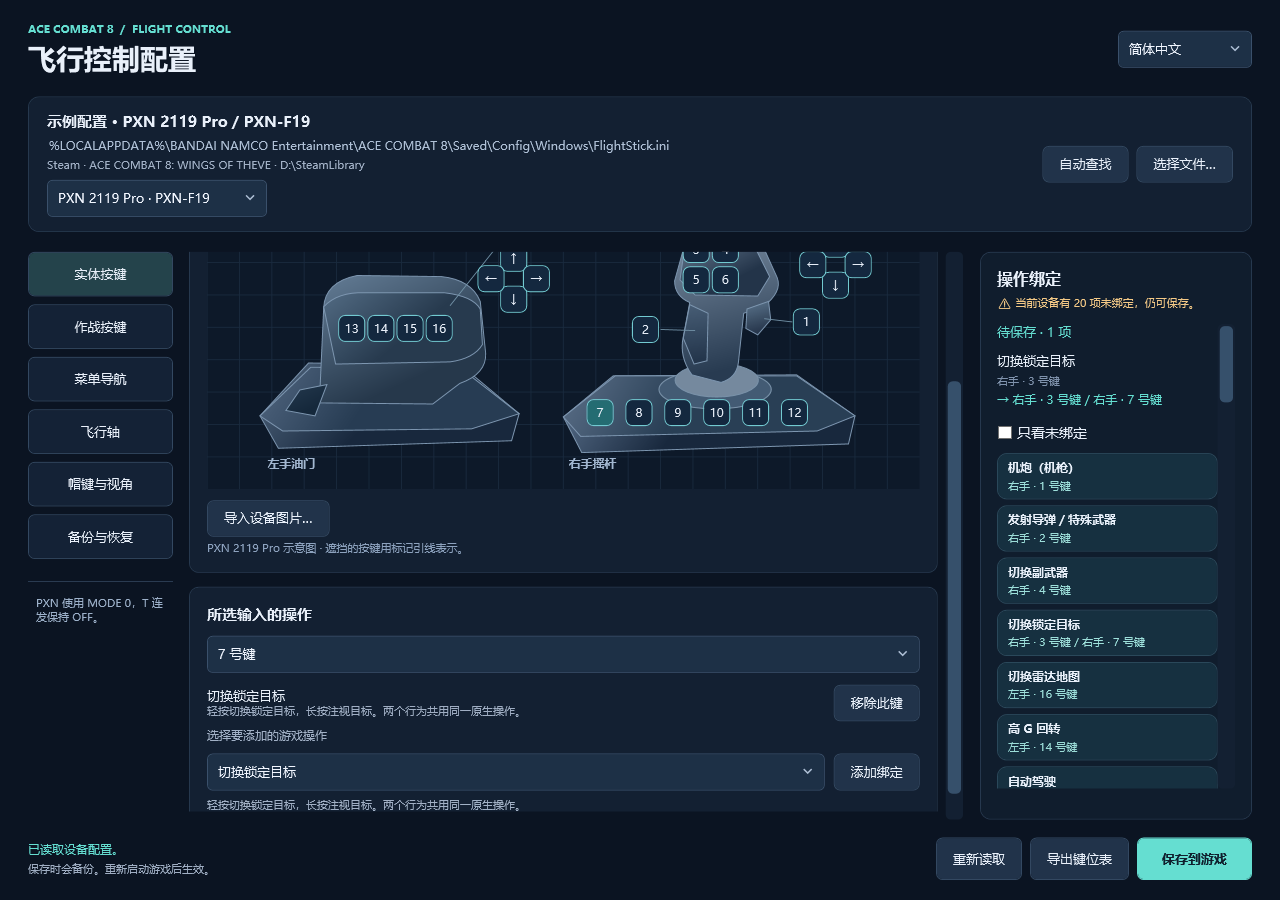 ACE COMBAT 8 / FLIGHT CONTROL
飞行控制配置
简体中文
示例配置 • PXN 2119 Pro / PXN-F19
%LOCALAPPDATA%\BANDAI NAMCO Entertainment\ACE COMBAT 8\Saved\Config\Windows\FlightStick.ini
Steam · ACE COMBAT 8: WINGS OF THEVE · D:\SteamLibrary
PXN 2119 Pro · PXN-F19
自动查找
选择文件...
实体按键
作战按键
菜单导航
飞行轴
帽键与视角
备份与恢复
PXN 使用 MODE 0，T 连
发保持 OFF。
↑
← →
↓
13 14 15 16
左手油门
5 6
← →
↓
2
1
7 8 9 10 11 12
右手摇杆
导入设备图片...
PXN 2119 Pro 示意图 · 遮挡的按键用标记引线表示。
所选输入的操作
7 号键
切换锁定目标
轻按切换锁定目标，长按注视目标。两个行为共用同一原生操作。
移除此键
选择要添加的游戏操作
切换锁定目标
添加绑定
轻按切换锁定目标，长按注视目标。两个行为共用同一原生操作。
操作绑定
⚠ 当前设备有 20 项未绑定，仍可保存。
待保存 · 1 项
切换锁定目标
右手 · 3 号键
→ 右手 · 3 号键 / 右手 · 7 号键
只看未绑定
机炮（机枪）
右手 · 1 号键
发射导弹 / 特殊武器
右手 · 2 号键
切换副武器
右手 · 4 号键
切换锁定目标
右手 · 3 号键 / 右手 · 7 号键
切换雷达地图
左手 · 16 号键
高 G 回转
左手 · 14 号键
自动驾驶
已读取设备配置。
保存时会备份。重新启动游戏后生效。
重新读取
导出键位表
保存到游戏